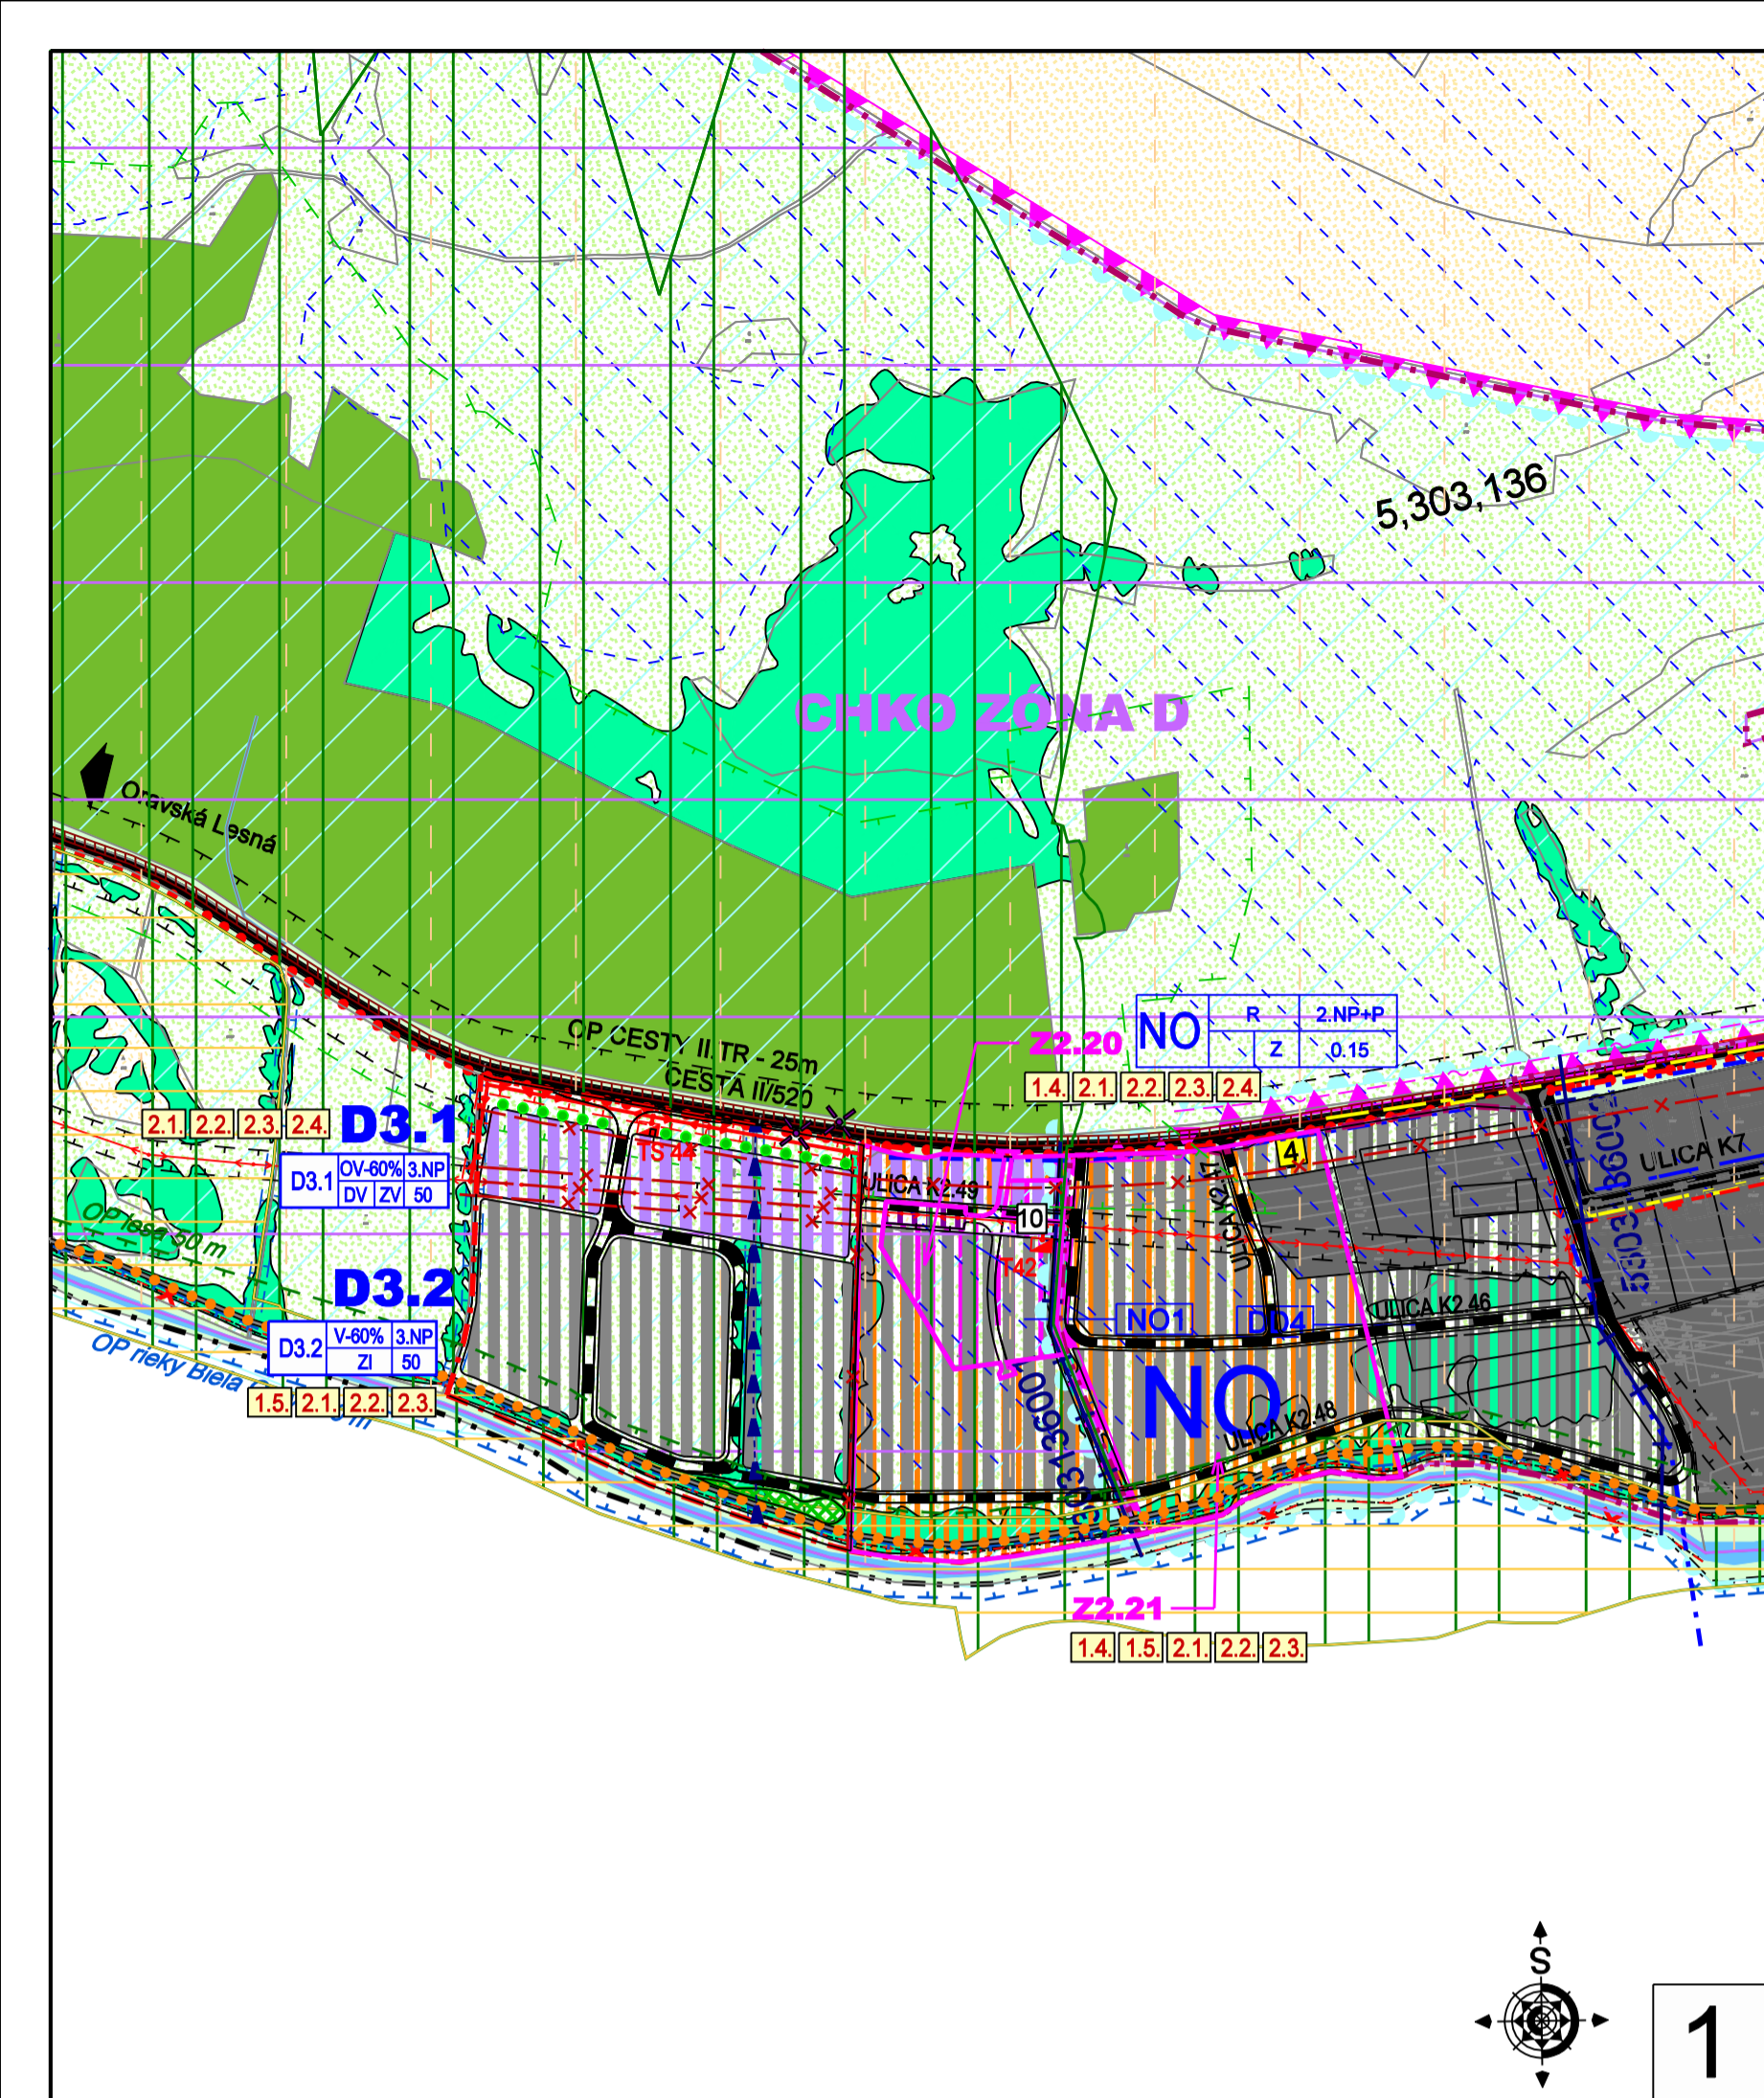 5,303,136
CHKO ZÓNA D
Oravská Lesná
OP CESTY II. TR - 25m
CESTA II/520
Z2.20
NO R 2.NP+P
Z 0.15
1.4. 2.1 2.2. 2.3. 2.4.
2.1. 2.2. 2.3. 2.4.
D3.1
D3.1 OV-60% 3.NP
DV ZV 50
TS 44
4
ULICA K7
ULICA K2.49
ULICA K2.47
10
T42
OP lesa 50 m
D3.2
D3.2 V-60% 3.NP
ZI 50
OP rieky Biela
1.5. 2.1. 2.2. 2.3.
NO1
DD4
ULICA K2.46
NO
ULICA K2.48
Z2.21
1.4. 1.5. 2.1. 2.2. 2.3.
S
1